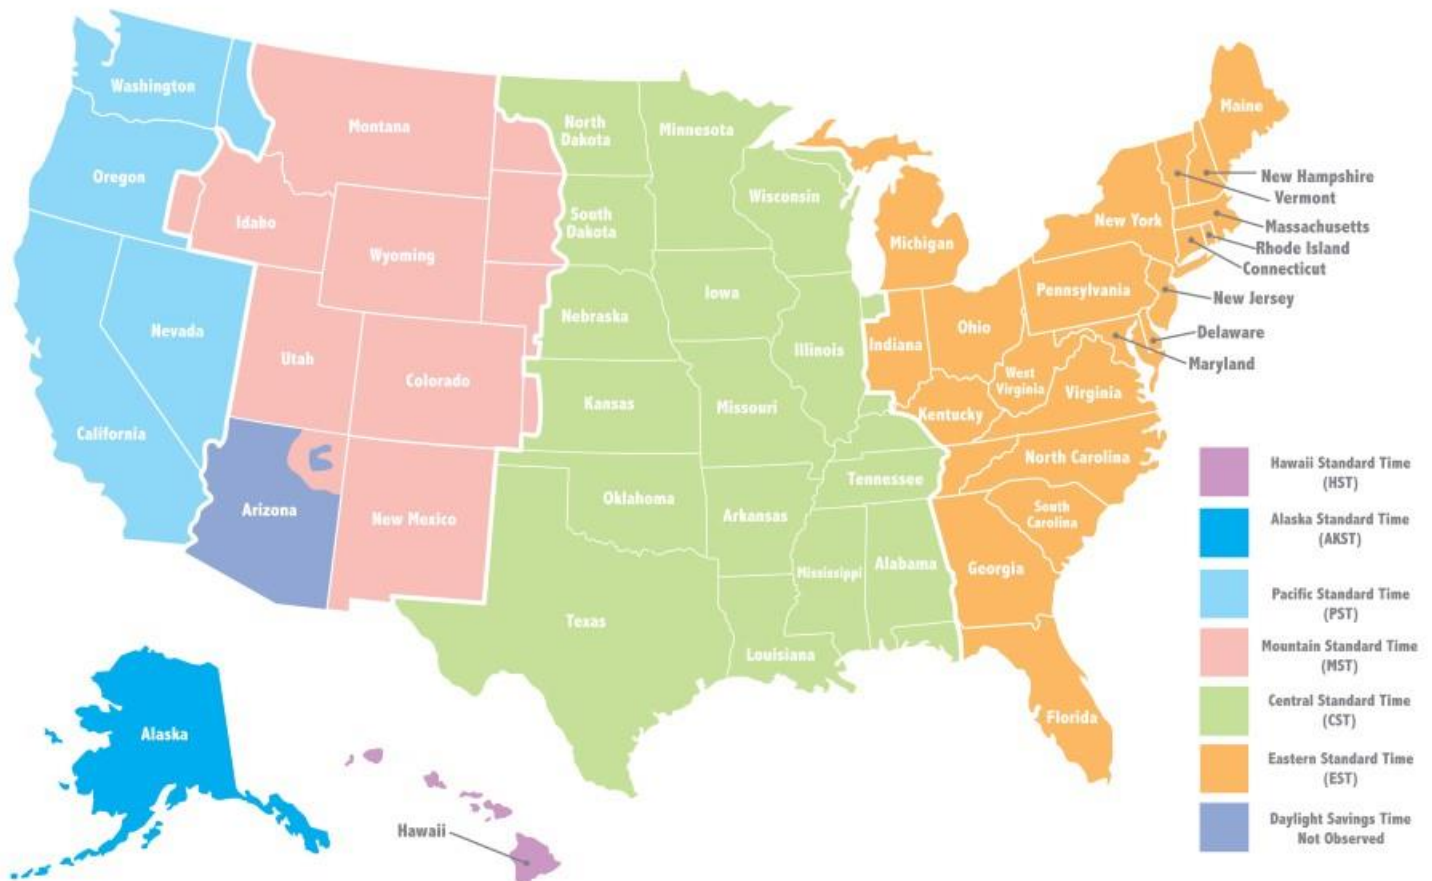 Washington
Oregon
California
Nevada
Idaho
Montana
Wyoming
Utah
Colorado
Arizona
New Mexico
North
Dakota
South
Dakota
Nebraska
Kansas
Oklahoma
Texas
Minnesota
Iowa
Missouri
Arkansas
Louisiana
Wisconsin
Illinois
Tennessee
Mississippi
Alabama
Michigan
Indiana
Ohio
Kentucky
West
Virginia
Virginia
North Carolina
South
Carolina
Georgia
Florida
Pennsylvania
New York
Maine
New Hampshire
Vermont
Massachusetts
Rhode Island
Connecticut
New Jersey
Delaware
Maryland
Alaska
Hawaii
Hawaii Standard Time
(HST)
Alaska Standard Time
(AKST)
Pacific Standard Time
(PST)
Mountain Standard Time
(MST)
Central Standard Time
(CST)
Eastern Standard Time
(EST)
Daylight Savings Time
Not Observed